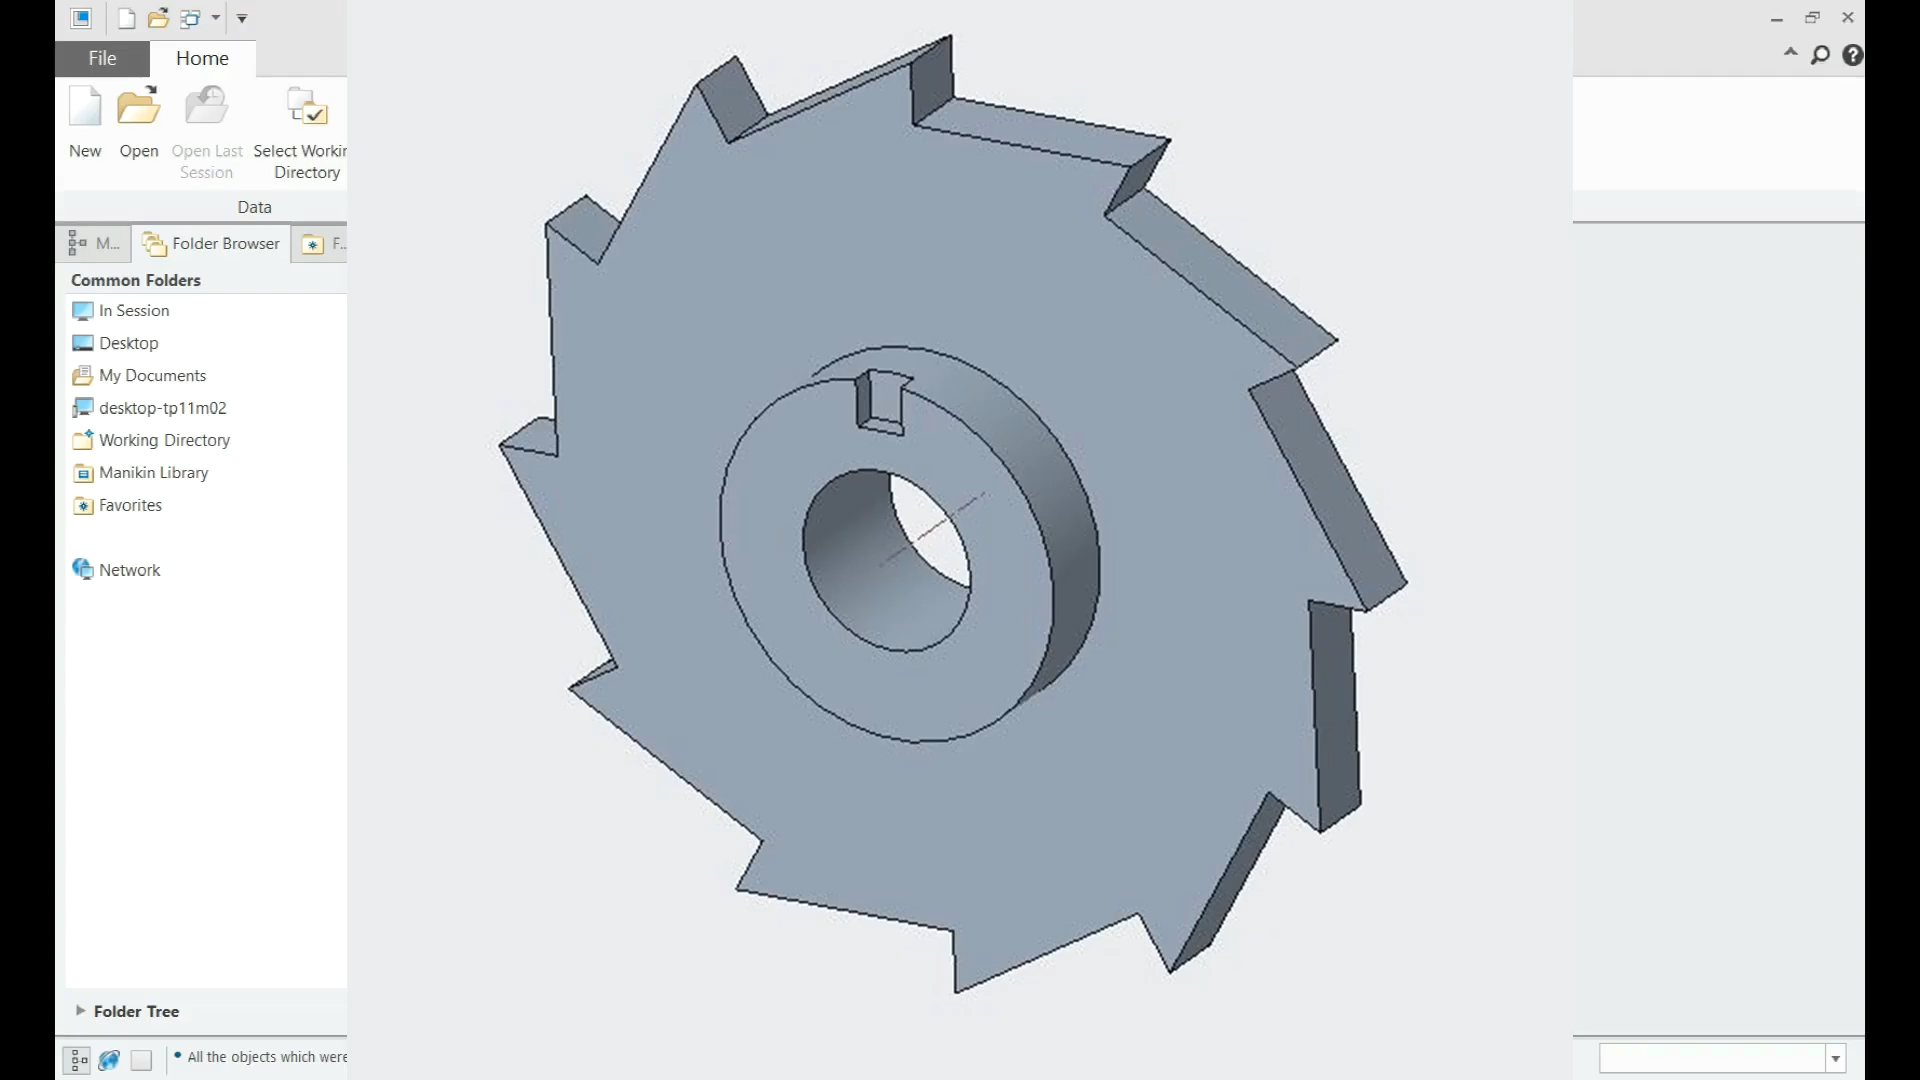 File Home
New Open Open Last Session Select Workin Directory
Data
M... Folder Browser F...
Common Folders
In Session
Desktop
My Documents
desktop-tp11m02
Working Directory
Manikin Library
Favorites
Network
Folder Tree
All the objects which were